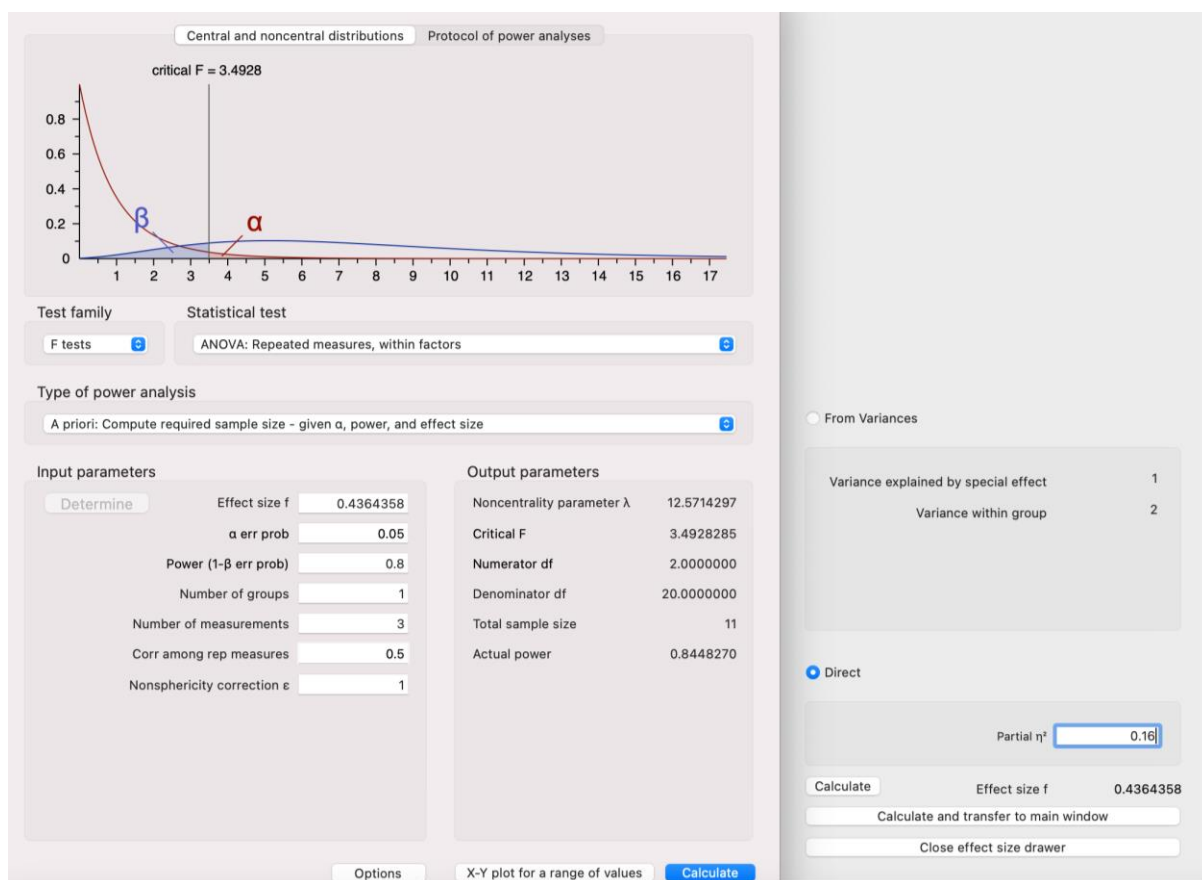 Central and noncentral distributions Protocol of power analyses
critical F = 3.4928
0.8
0.6
0.4
0.2
0
β
α
1 2 3 4 5 6 7 8 9 10 11 12 13 14 15 16 17
Test family Statistical test
F tests ANOVA: Repeated measures, within factors
Type of power analysis
A priori: Compute required sample size - given α, power, and effect size
Input parameters
Determine Effect size f 0.4364358
α err prob 0.05
Power (1-β err prob) 0.8
Number of groups 1
Number of measurements 3
Corr among rep measures 0.5
Nonsphericity correction ε 1
Output parameters
Noncentrality parameter λ 12.5714297
Critical F 3.4928285
Numerator df 2.0000000
Denominator df 20.0000000
Total sample size 11
Actual power 0.8448270
Options X-Y plot for a range of values Calculate
From Variances
Variance explained by special effect 1
Variance within group 2
Direct
Partial η² 0.16
Calculate Effect size f 0.4364358
Calculate and transfer to main window
Close effect size drawer